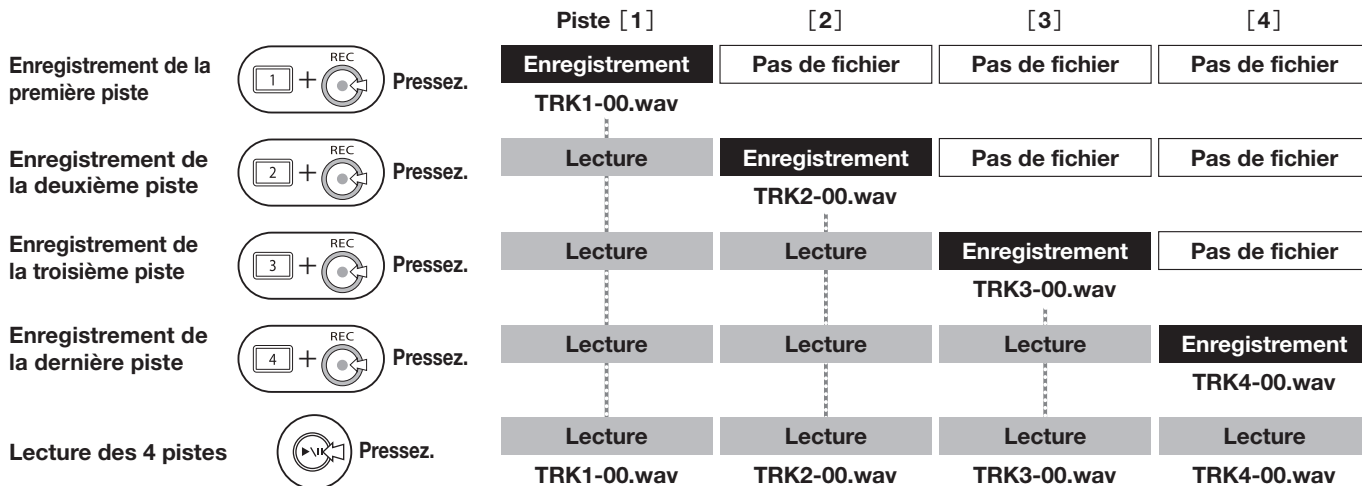 Piste [1] [2] [3] [4]
Enregistrement de la
première piste
1 + REC Pressez.
Enregistrement Pas de fichier Pas de fichier Pas de fichier
TRK1-00.wav
Enregistrement de
la deuxième piste
2 + REC Pressez.
Lecture Enregistrement Pas de fichier Pas de fichier
TRK2-00.wav
Enregistrement de
la troisième piste
3 + REC Pressez.
Lecture Lecture Enregistrement Pas de fichier
TRK3-00.wav
Enregistrement de
la dernière piste
4 + REC Pressez.
Lecture Lecture Lecture Enregistrement
TRK4-00.wav
Lecture des 4 pistes Pressez.
Lecture Lecture Lecture Lecture
TRK1-00.wav TRK2-00.wav TRK3-00.wav TRK4-00.wav